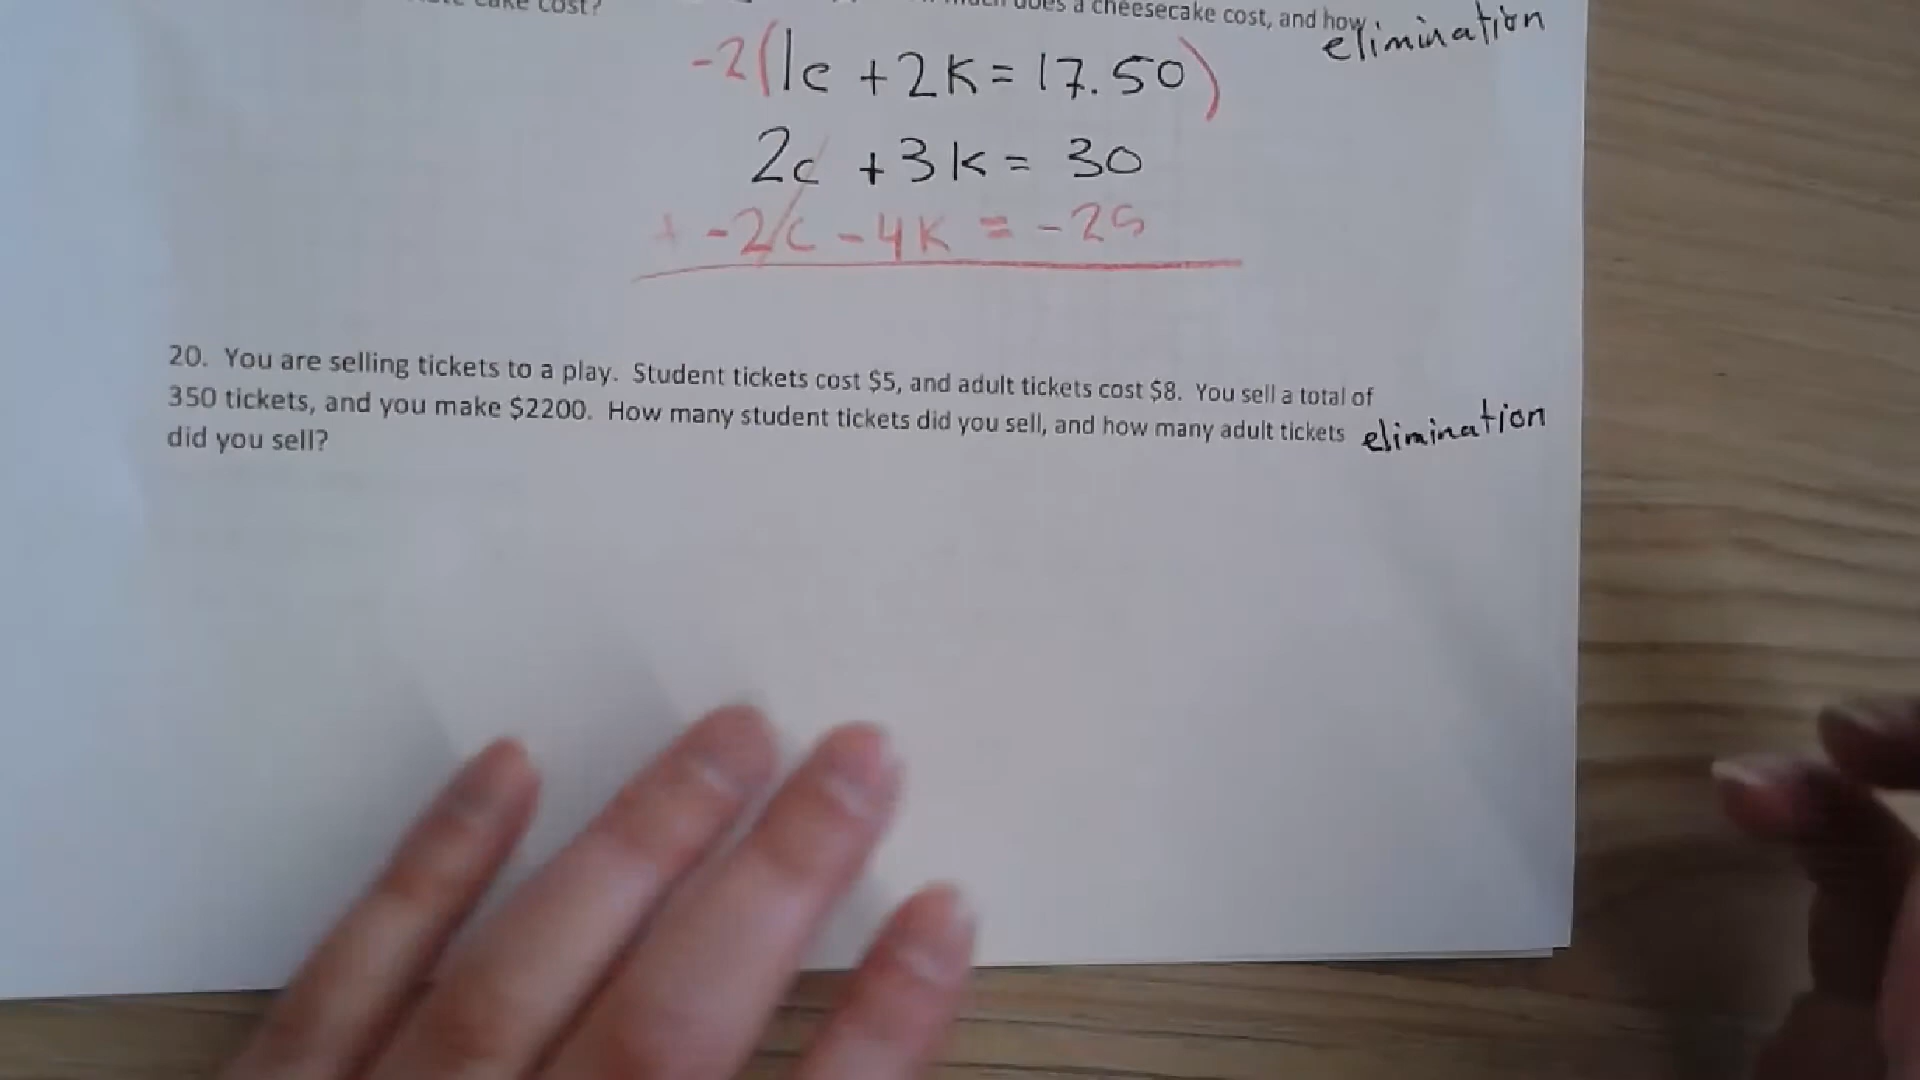 cake cost?
does a cheesecake cost, and how
elimination
-2(1c + 2k = 17.50)
2c + 3k = 30
+ -2c - 4k = -25
20. You are selling tickets to a play. Student tickets cost $5, and adult tickets cost $8. You sell a total of
350 tickets, and you make $2200. How many student tickets did you sell, and how many adult tickets
elimination
did you sell?